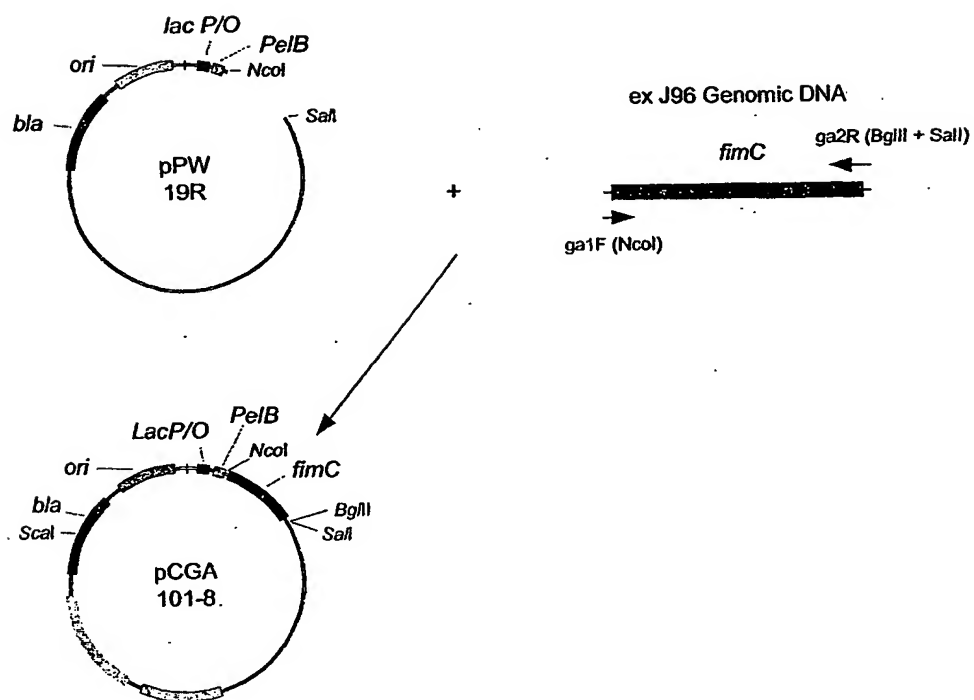 lac P/O
PelB
ori
NcoI
SalI
bla
pPW
19R
+
ex J96 Genomic DNA
ga2R (BglII + SalI)
fimC
ga1F (NcoI)
PelB
LacP/O
NcoI
ori
fimC
bla
BglII
ScaI
SalI
pCGA
101-8